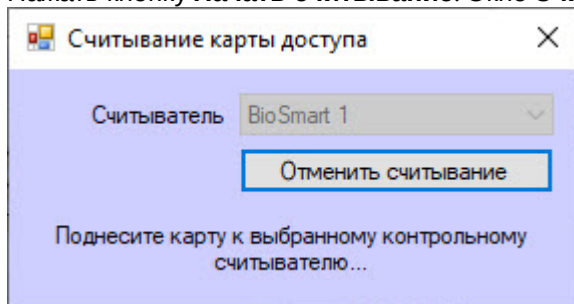 Считывание карты доступа
Считыватель BioSmart 1
Отменить считывание
Поднесите карту к выбранному контрольному
считывателю...